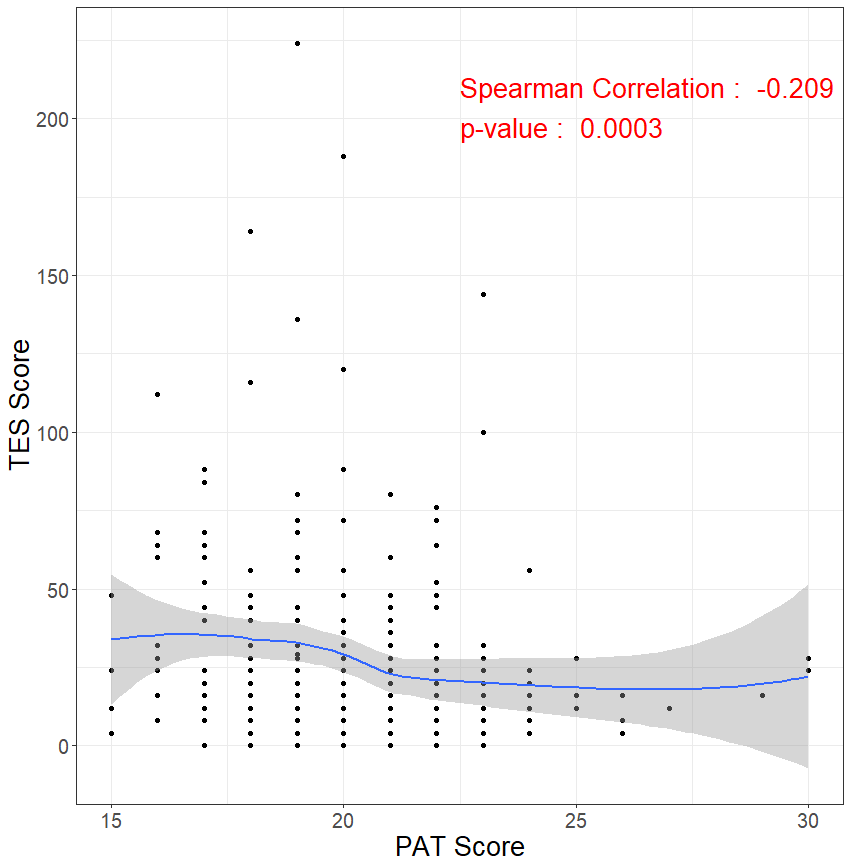 Spearman Correlation :  -0.209
p-value :  0.0003
200
150
100
50
0
TES Score
15 20 25 30
PAT Score